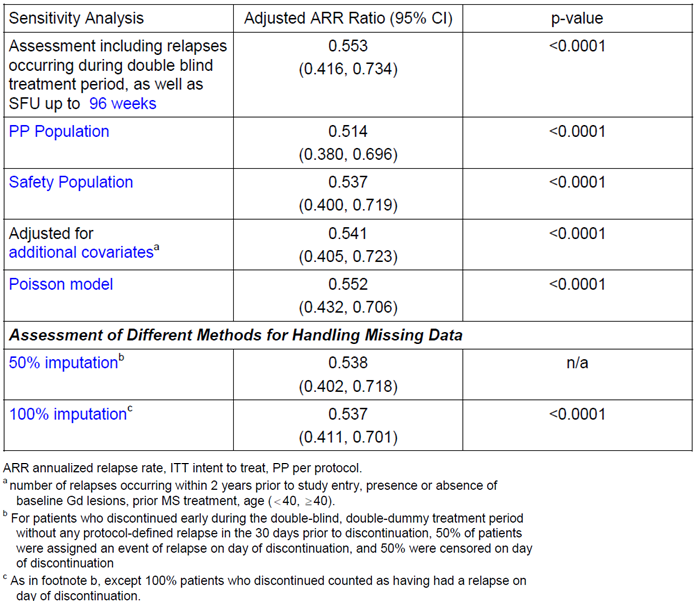 Sensitivity Analysis Adjusted ARR Ratio (95% CI) p-value
Assessment including relapses 0.553 <0.0001
occurring during double blind (0.416, 0.734)
treatment period, as well as
SFU up to 96 weeks
PP Population 0.514 <0.0001
(0.380, 0.696)
Safety Population 0.537 <0.0001
(0.400, 0.719)
Adjusted for 0.541 <0.0001
additional covariatesa (0.405, 0.723)
Poisson model 0.552 <0.0001
(0.432, 0.706)
Assessment of Different Methods for Handling Missing Data
50% imputationb 0.538 n/a
(0.402, 0.718)
100% imputationc 0.537 <0.0001
(0.411, 0.701)
ARR annualized relapse rate, ITT intent to treat, PP per protocol.
a number of relapses occurring within 2 years prior to study entry, presence or absence of
baseline Gd lesions, prior MS treatment, age (<40, ≥40).
b For patients who discontinued early during the double-blind, double-dummy treatment period
without any protocol-defined relapse in the 30 days prior to discontinuation, 50% of patients
were assigned an event of relapse on day of discontinuation, and 50% were censored on day
of discontinuation
c As in footnote b, except 100% patients who discontinued counted as having had a relapse on
day of discontinuation.